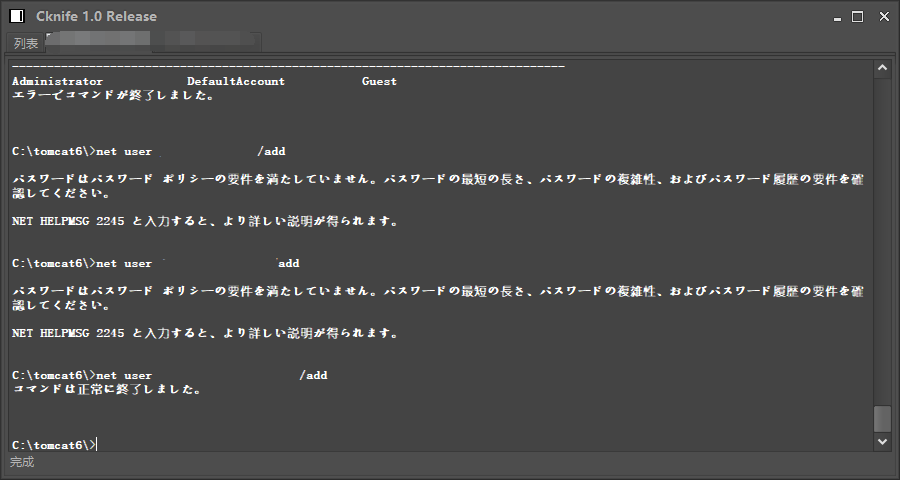 Cknife 1.0 Release
列表
-------------------------------------------------------------------------------
Administrator            DefaultAccount           Guest
エラーでコマンドが終了しました。
C:\tomcat6\>net user /add
パスワードはパスワード ポリシーの要件を満たしていません。パスワードの最短の長さ、パスワードの複雑性、およびパスワード履歴の要件を確
認してください。
NET HELPMSG 2245 と入力すると、より詳しい説明が得られます。
C:\tomcat6\>net user add
パスワードはパスワード ポリシーの要件を満たしていません。パスワードの最短の長さ、パスワードの複雑性、およびパスワード履歴の要件を確
認してください。
NET HELPMSG 2245 と入力すると、より詳しい説明が得られます。
C:\tomcat6\>net user /add
コマンドは正常に終了しました。
C:\tomcat6\>
完成